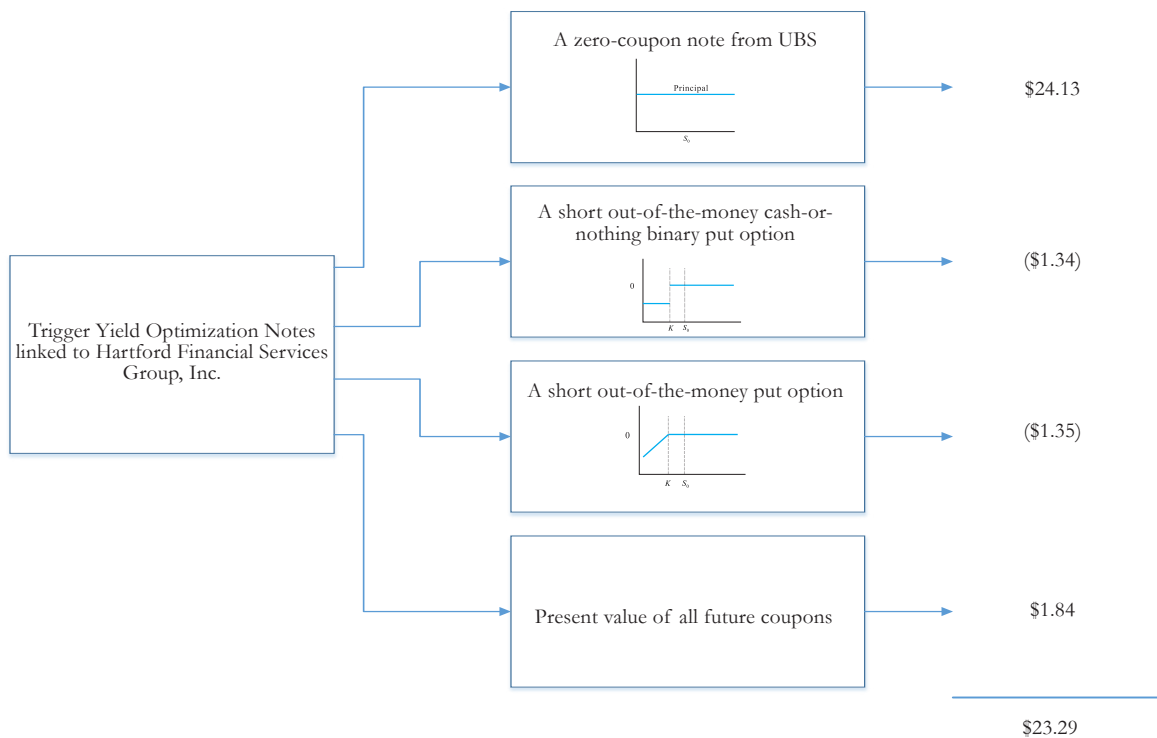 A zero-coupon note from UBS
Principal
S₀
$24.13
A short out-of-the-money cash-or-
nothing binary put option
0
K
S₀
($1.34)
Trigger Yield Optimization Notes
linked to Hartford Financial Services
Group, Inc.
A short out-of-the-money put option
0
K
S₀
($1.35)
Present value of all future coupons
$1.84
$23.29